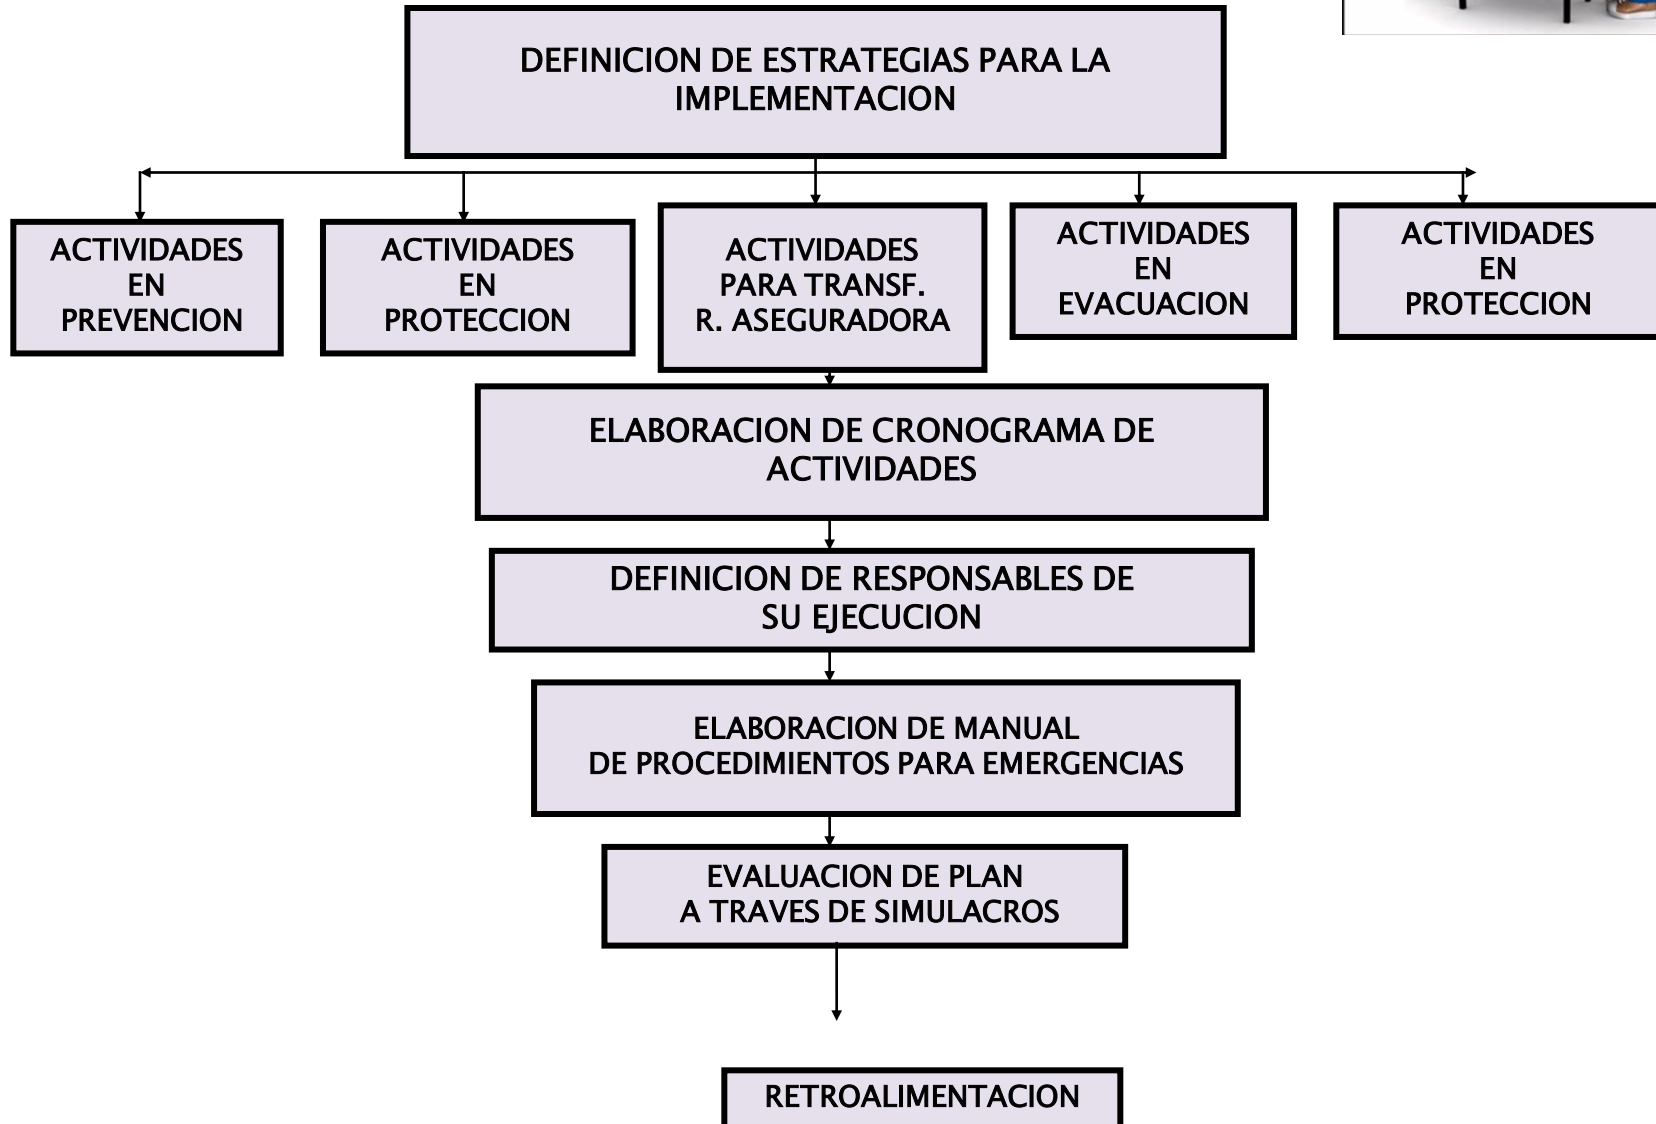 DEFINICION DE ESTRATEGIAS PARA LA
IMPLEMENTACION
ACTIVIDADES
EN
PREVENCION
ACTIVIDADES
EN
PROTECCION
ACTIVIDADES
PARA TRANSF.
R. ASEGURADORA
ACTIVIDADES
EN
EVACUACION
ACTIVIDADES
EN
PROTECCION
ELABORACION DE CRONOGRAMA DE
ACTIVIDADES
DEFINICION DE RESPONSABLES DE
SU EJECUCION
ELABORACION DE MANUAL
DE PROCEDIMIENTOS PARA EMERGENCIAS
EVALUACION DE PLAN
A TRAVES DE SIMULACROS
RETROALIMENTACION